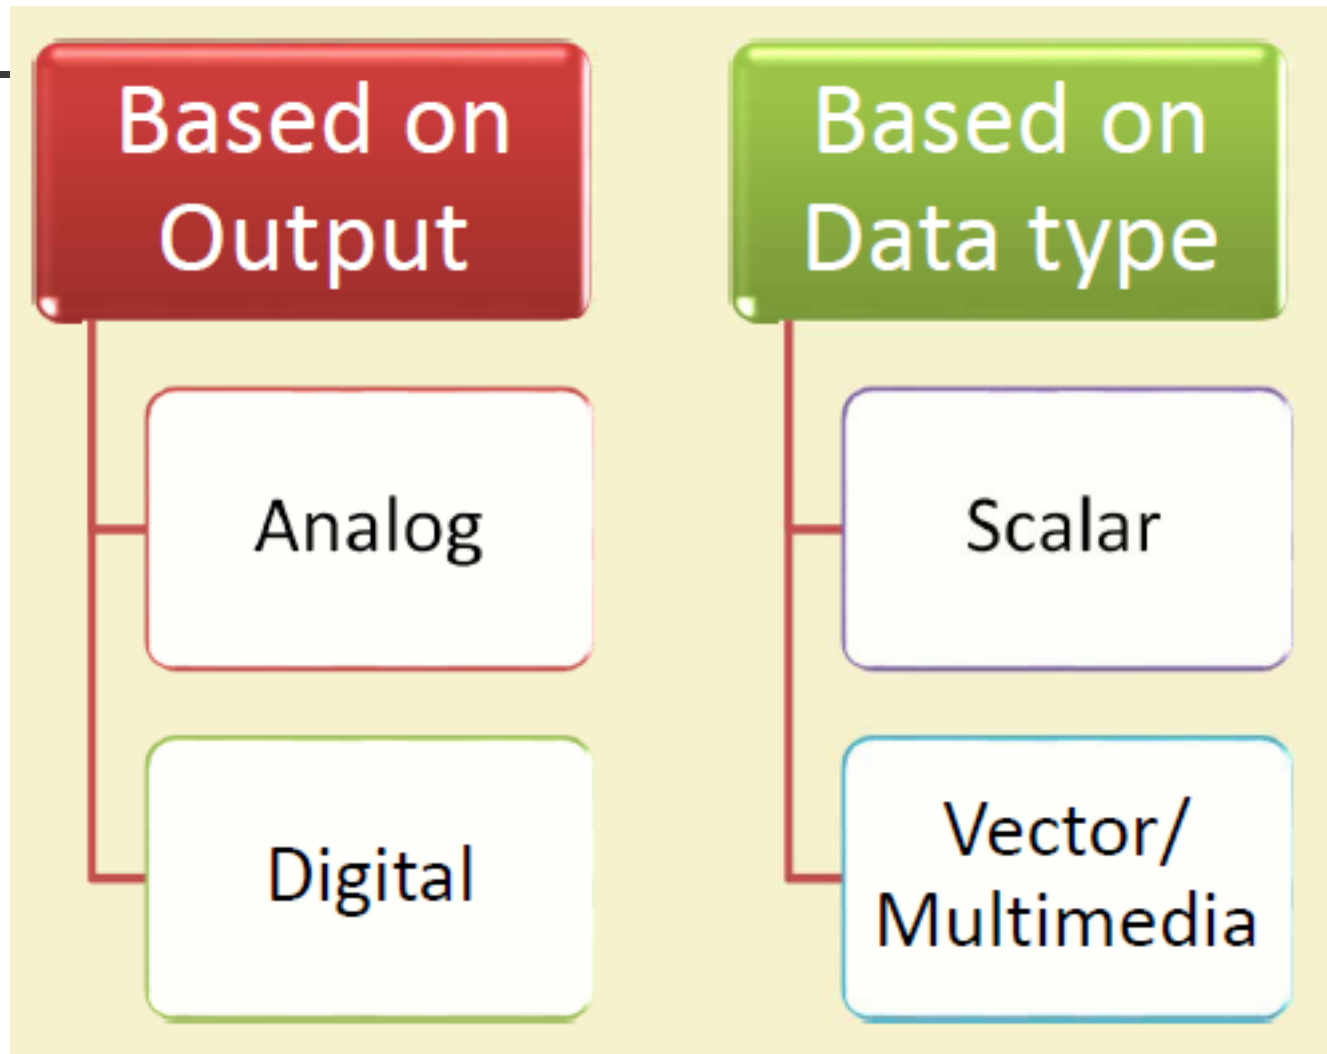 Based on
Output
Analog
Digital
Based on
Data type
Scalar
Vector/
Multimedia